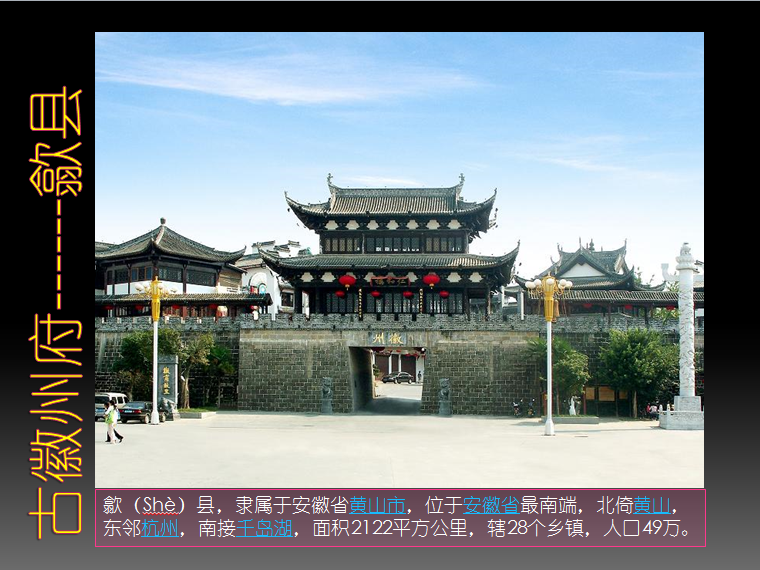 古徽州府------歙县
州徽
歙（Shè）县，隶属于安徽省黄山市，位于安徽省最南端，北倚黄山，
东邻杭州，南接千岛湖，面积2122平方公里，辖28个乡镇，人口49万。